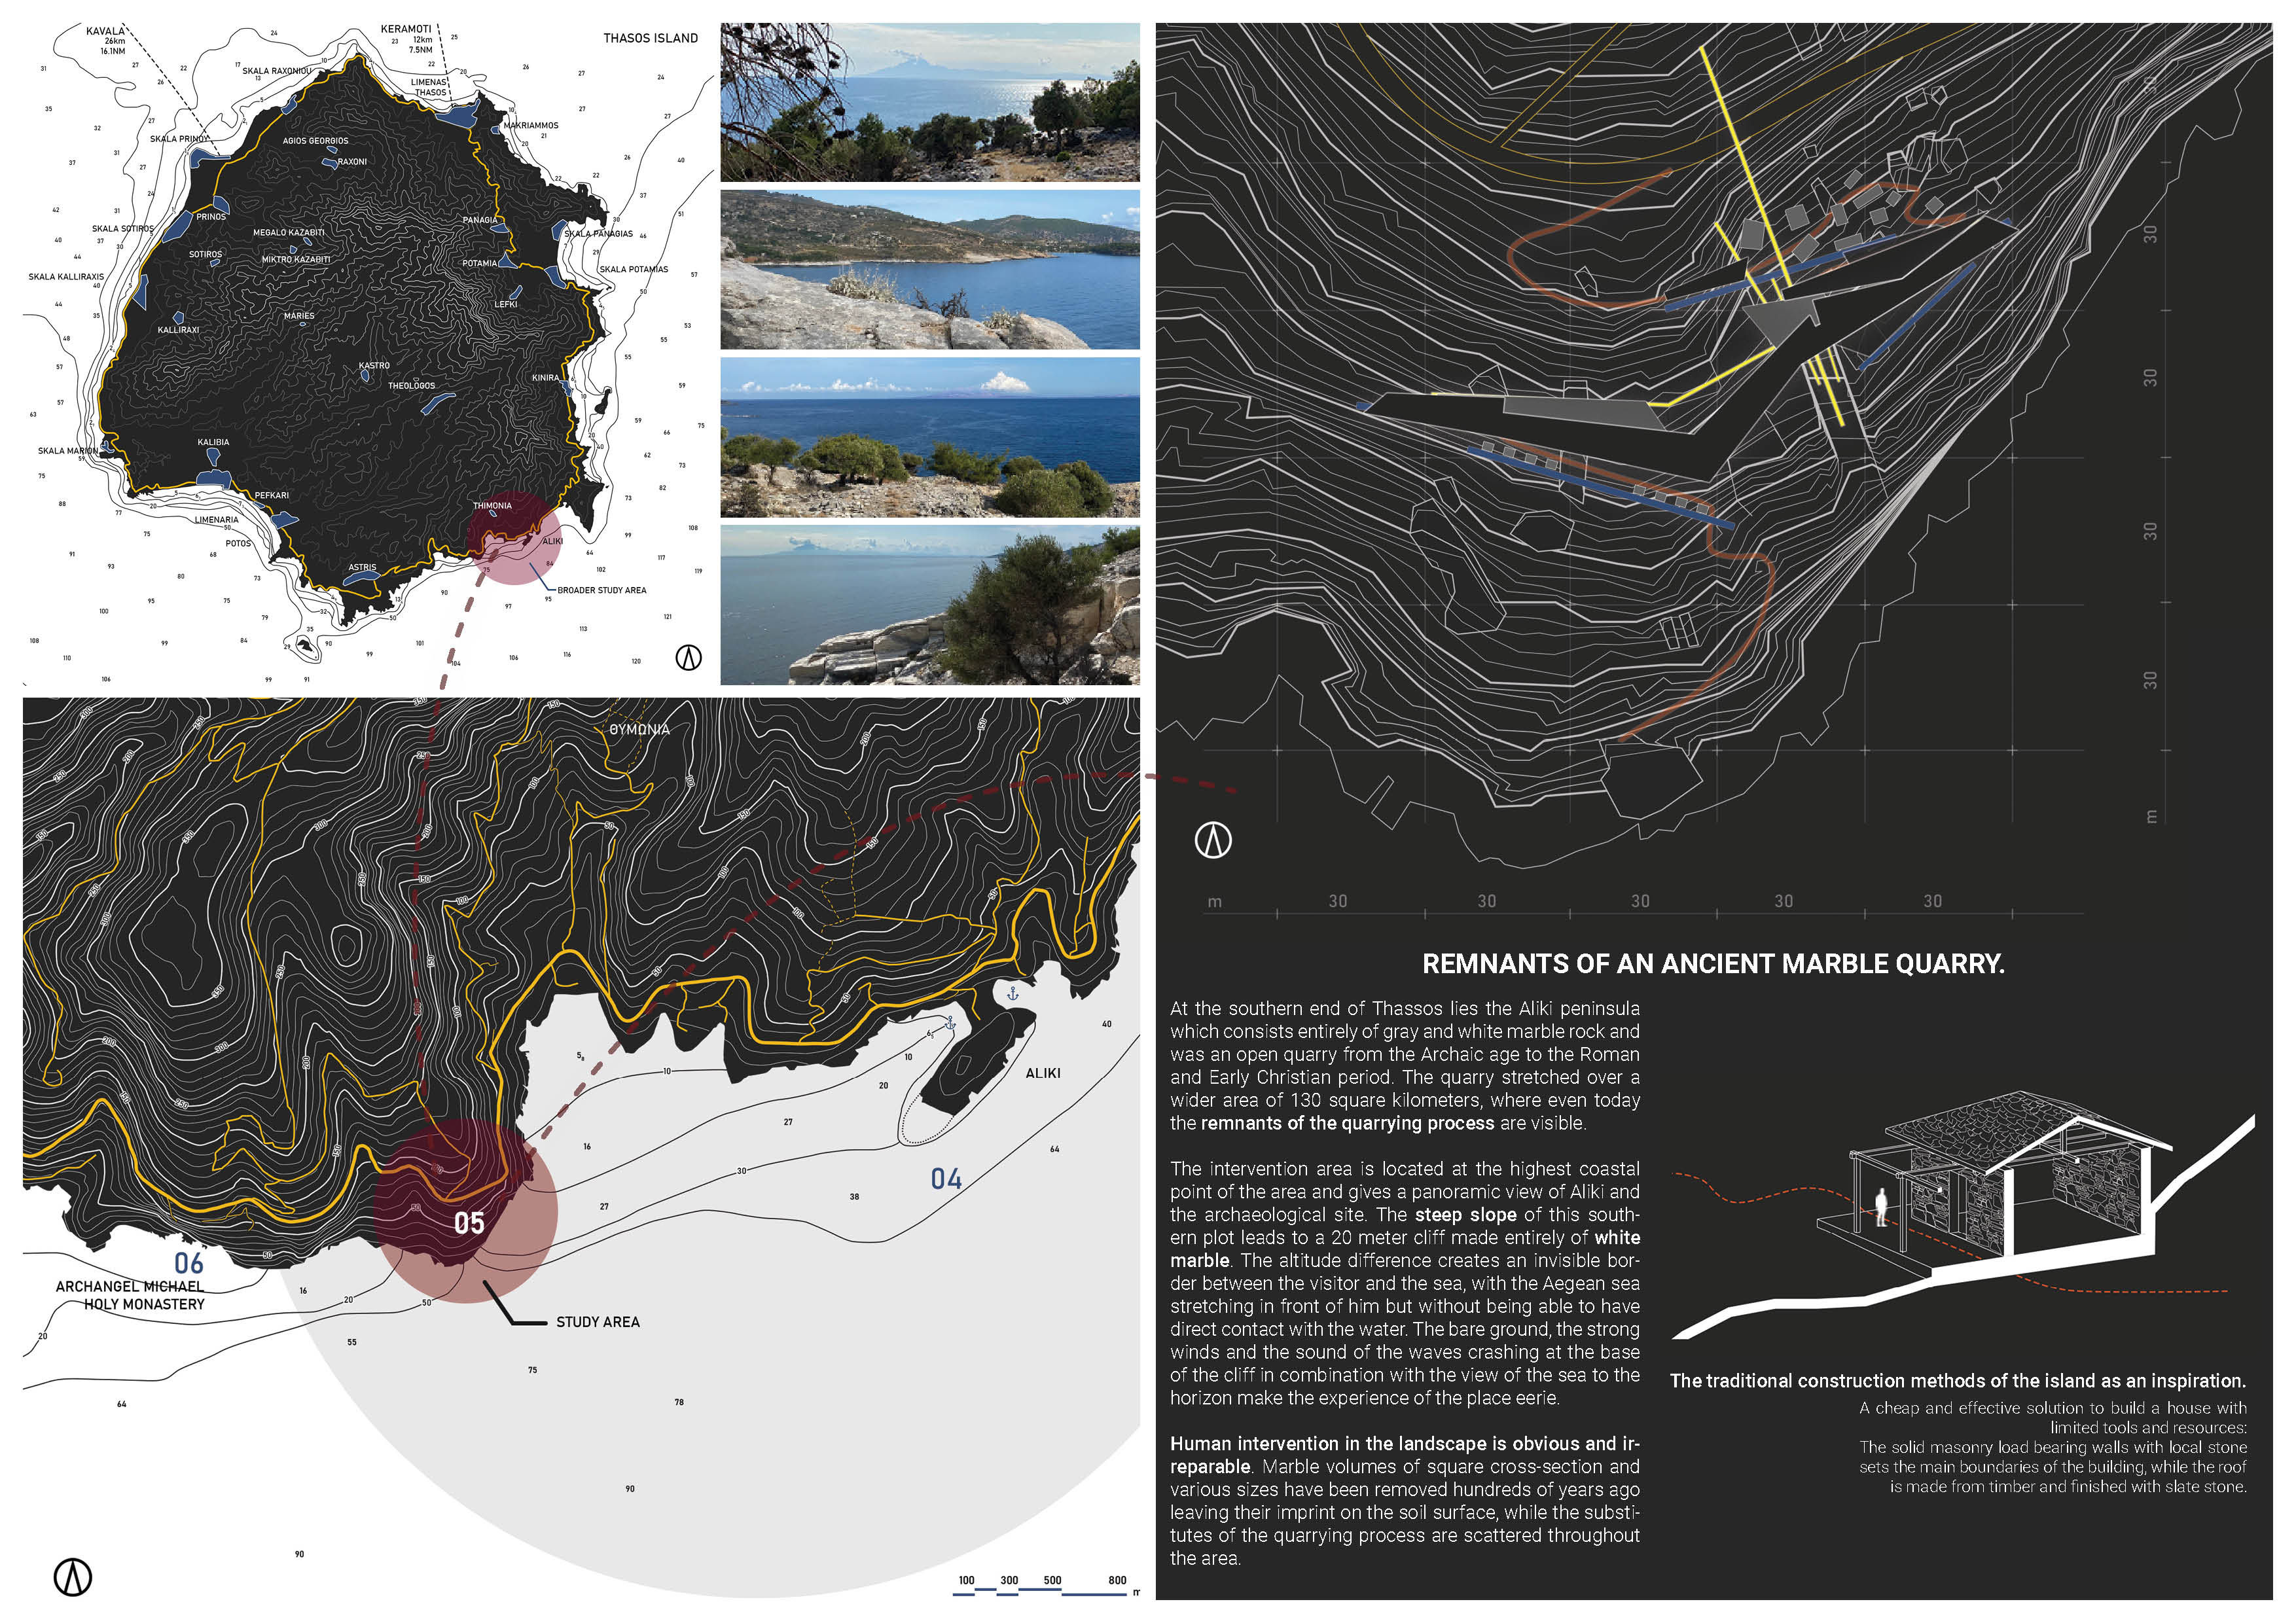 THASOS ISLAND
KAVALA
26km
16.1NM
KERAMOTI
12km
7.5NM
SKALA RAXONIOU
LIMENAS
THASOS
MAKRIAMMOS
SKALA PRINOY
AGIOS GEORGIOS
RAXONI
PRINOS
PANAGIA
SKALA SOTIROS
MEGALO KAZABITI
SKALA PANAGIAS
SOTIROS
MIKTRO KAZABITI
POTAMIA
SKALA POTAMIAS
SKALA KALLIRAXIS
LEFKI
MARIES
KALLIRAXI
KASTRO
THEOLOGOS
KINIRA
KALIBIA
SKALA MARION
PEFKARI
LIMENARIA
POTOS
THIMONIA
ALIKI
ASTRIS
BROADER STUDY AREA
ΘΥΜΩΝΙΑ
ALIKI
04
05
06
ARCHANGEL MICHAEL
HOLY MONASTERY
STUDY AREA
100 300 500 800
m
30
30
30
30
30
m
m 30 30 30 30 30
REMNANTS OF AN ANCIENT MARBLE QUARRY.
At the southern end of Thassos lies the Aliki peninsula
which consists entirely of gray and white marble rock and
was an open quarry from the Archaic age to the Roman
and Early Christian period. The quarry stretched over a
wider area of 130 square kilometers, where even today
the remnants of the quarrying process are visible.
The intervention area is located at the highest coastal
point of the area and gives a panoramic view of Aliki and
the archaeological site. The steep slope of this south-
ern plot leads to a 20 meter cliff made entirely of white
marble. The altitude difference creates an invisible bor-
der between the visitor and the sea, with the Aegean sea
stretching in front of him but without being able to have
direct contact with the water. The bare ground, the strong
winds and the sound of the waves crashing at the base
of the cliff in combination with the view of the sea to the
horizon make the experience of the place eerie.
Human intervention in the landscape is obvious and ir-
reparable. Marble volumes of square cross-section and
various sizes have been removed hundreds of years ago
leaving their imprint on the soil surface, while the substi-
tutes of the quarrying process are scattered throughout
the area.
The traditional construction methods of the island as an inspiration.
A cheap and effective solution to build a house with
limited tools and resources:
The solid masonry load bearing walls with local stone
sets the main boundaries of the building, while the roof
is made from timber and finished with slate stone.